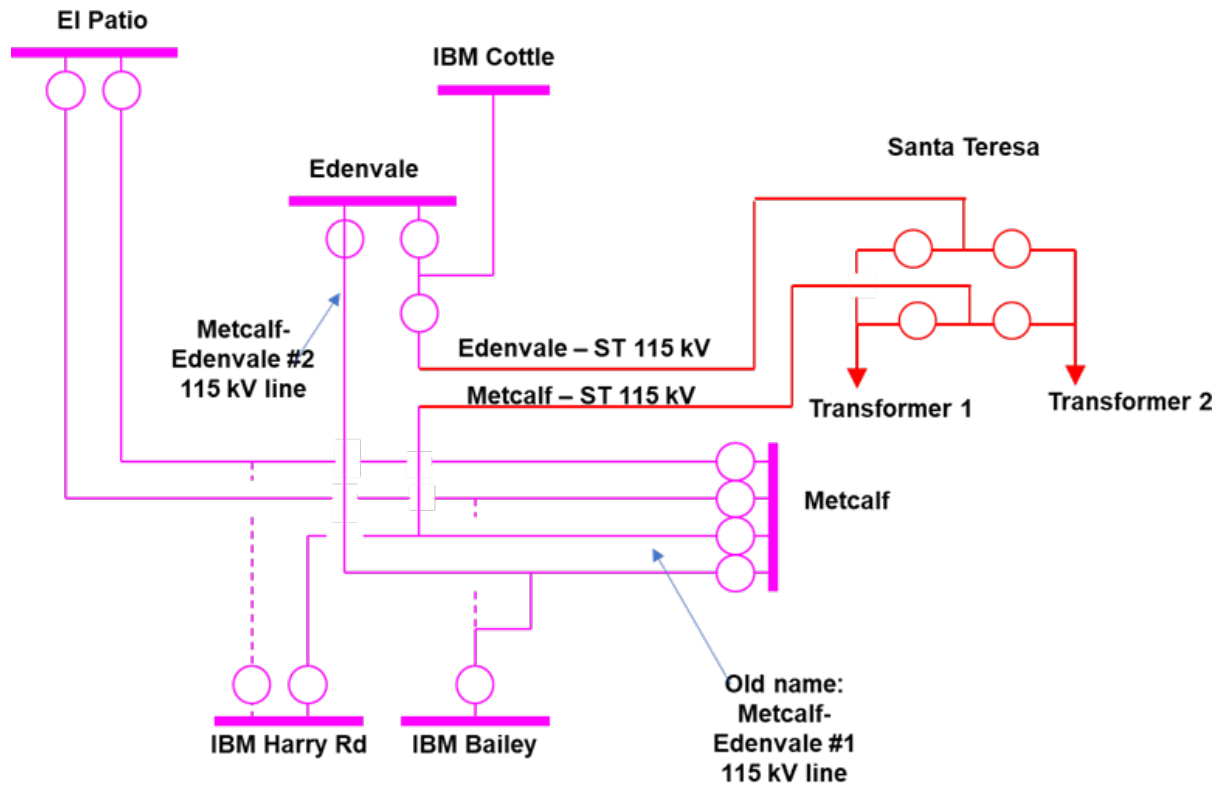 El Patio
IBM Cottle
Santa Teresa
Edenvale
Metcalf-
Edenvale #2
115 kV line
Edenvale – ST 115 kV
Metcalf – ST 115 kV
Transformer 1
Transformer 2
Metcalf
Old name:
Metcalf-
Edenvale #1
115 kV line
IBM Harry Rd
IBM Bailey